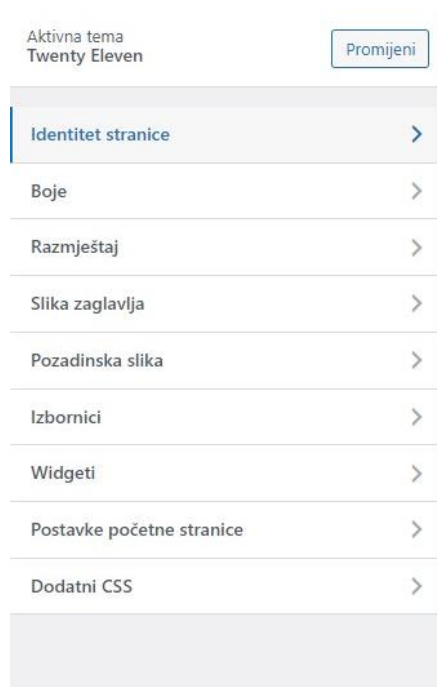 Aktivna tema
Twenty Eleven
Promijeni
Identitet stranice
Boje
Razmještaj
Slika zaglavlja
Pozadinska slika
Izbornici
Widgeti
Postavke početne stranice
Dodatni CSS